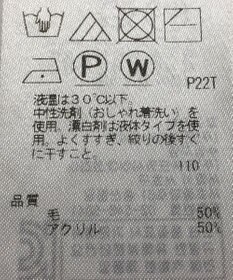 P W
P22T
液温は30℃以下
中性洗剤（おしゃれ着洗い）を
使用。漂白剤は液体タイプを使
用。よくすすぎ、絞りの後すぐ
に干すこと。
110
品質
毛 50%
アクリル 50%